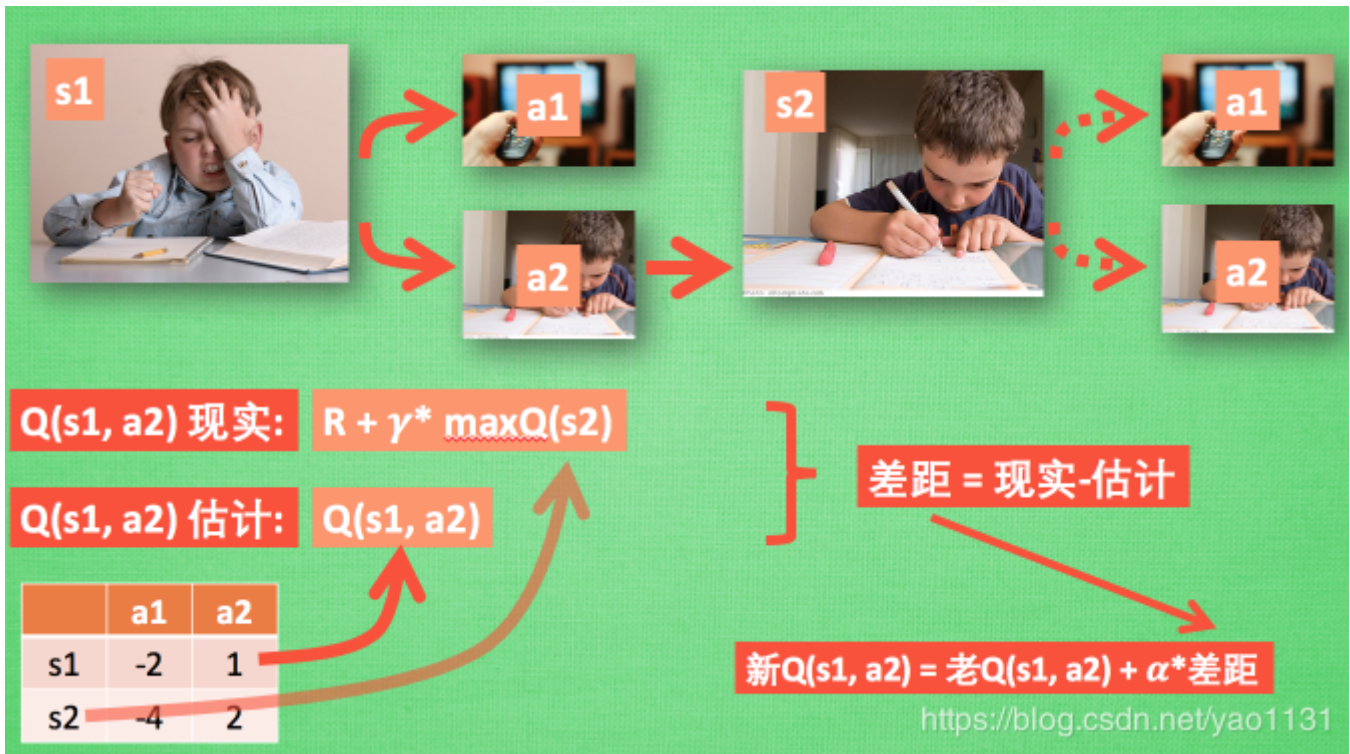 s1
a1
s2
a1
a2
a2
Q(s1, a2) 现实: R + γ* maxQ(s2)
Q(s1, a2) 估计: Q(s1, a2)
差距 = 现实-估计
a1 a2
s1 -2 1
s2 -4 2
新Q(s1, a2) = 老Q(s1, a2) + α*差距
https://blog.csdn.net/yao1131